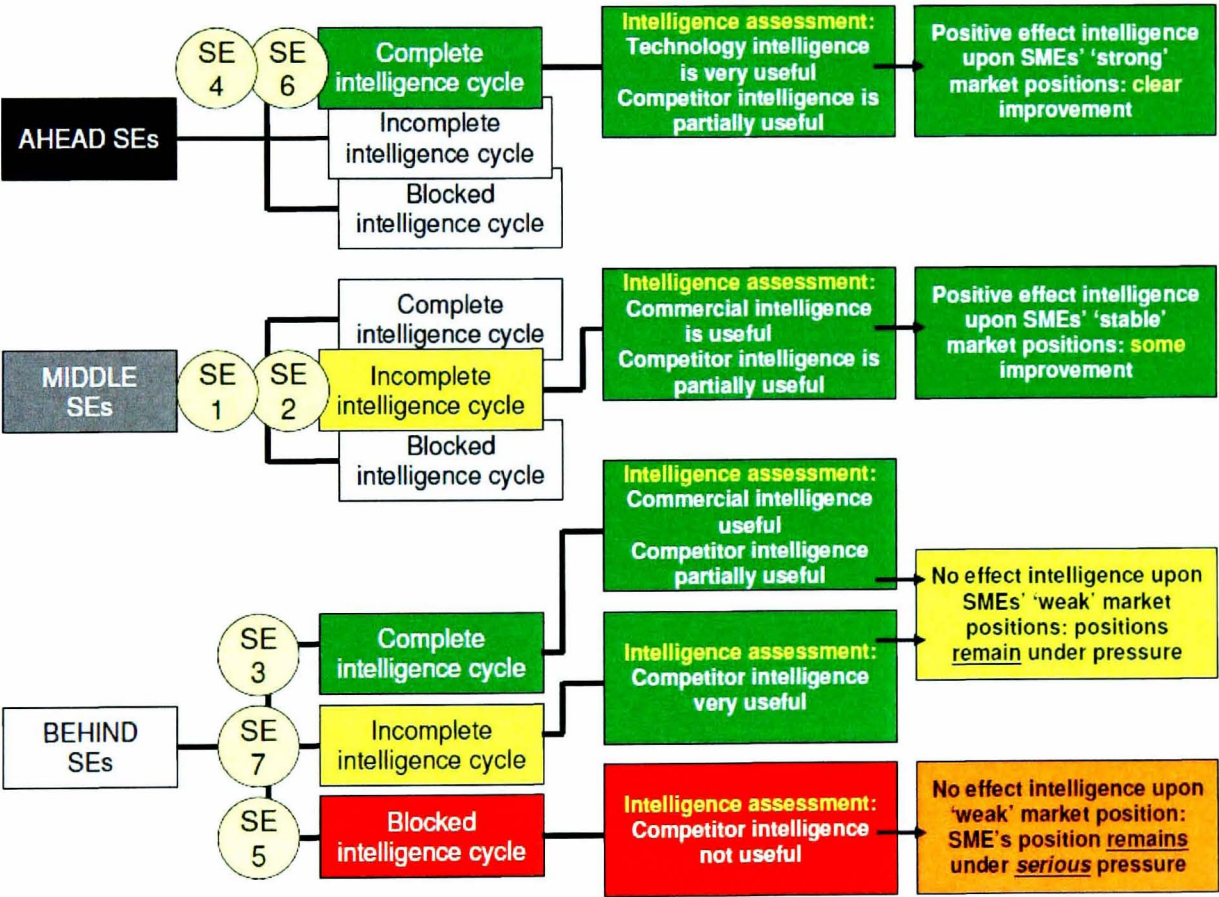 AHEAD SEs
SE
4
SE
6
Complete
intelligence cycle
Incomplete
intelligence cycle
Blocked
intelligence cycle
Intelligence assessment:
Technology intelligence
is very useful
Competitor intelligence is
partially useful
Positive effect intelligence
upon SMEs' 'strong'
market positions: clear
improvement
MIDDLE
SEs
SE
1
SE
2
Complete
intelligence cycle
Incomplete
intelligence cycle
Blocked
intelligence cycle
Intelligence assessment:
Commercial intelligence
is useful
Competitor intelligence is
partially useful
Positive effect intelligence
upon SMEs' 'stable'
market positions: some
improvement
BEHIND
SEs
SE
3
SE
7
SE
5
Complete
intelligence cycle
Incomplete
intelligence cycle
Blocked
intelligence cycle
Intelligence assessment:
Commercial intelligence
useful
Competitor intelligence
partially useful
Intelligence assessment:
Competitor intelligence
very useful
Intelligence assessment:
Competitor intelligence
not useful
No effect intelligence upon
SMEs' 'weak' market
positions: positions
remain under pressure
No effect intelligence upon
'weak' market position:
SME's position remains
under serious pressure